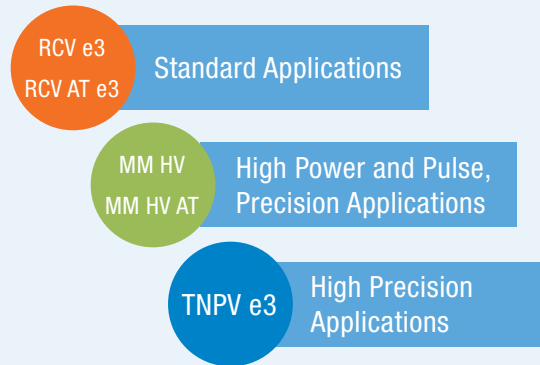 RCV e3
RCV AT e3
Standard Applications
MM HV
MM HV AT
High Power and Pulse,
Precision Applications
TNPV e3
High Precision
Applications